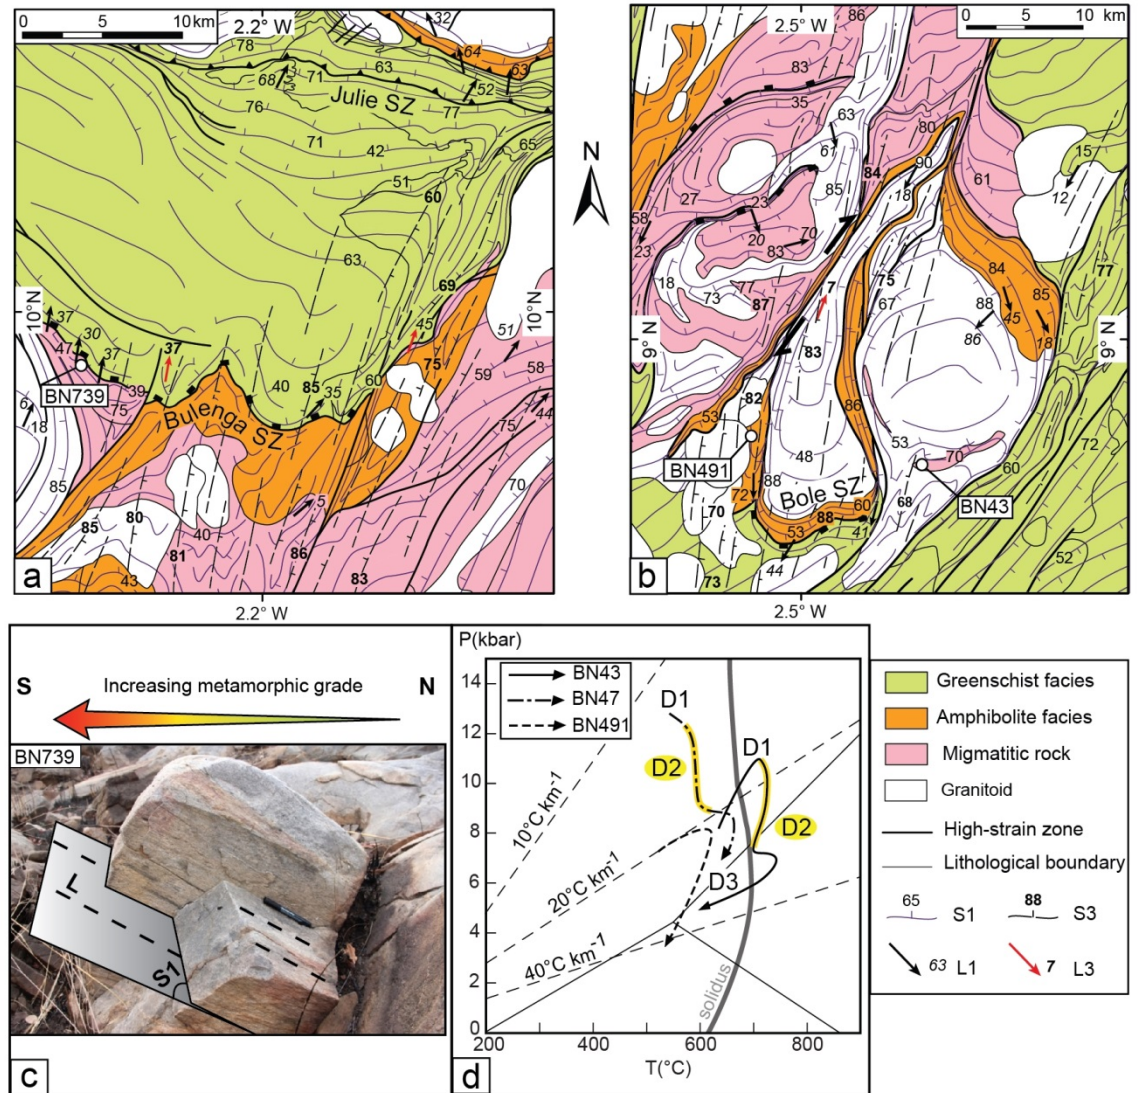 0 5 10 km
2.2° W
32
64
63
78
63
68
71
52
Julie SZ
77
76
71
42
65
51
60
63
69
10°N
10°N
37
30
47
37
37
45
51
BN739
39
75
40
85
35
60
75
59
58
Bulenga SZ
6
18
44
75
85
5
70
85
80
40
81
86
83
43
a
2.2° W
N
2.5° W
0 5 10 km
86
83
35
63
80
15
61
90
85
84
61
18
12
27
23
58
20
70
83
23
77
84
75
88
85
18
73
77
87
7
67
45
86
18
9° N
9° N
83
82
86
53
53
72
BN491
48
70
60
88
Bole SZ
BN43
72
60
68
70
53
88
41
52
44
73
b
2.5° W
S Increasing metamorphic grade N
BN739
L
S1
c
P(kbar)
14
12
10
8
6
4
2
0
BN43
BN47
BN491
D1
D2
D1
D2
D3
10°C km-1
20°C km-1
40°C km-1
solidus
200 400 600 800
T(°C)
d
Greenschist facies
Amphibolite facies
Migmatitic rock
Granitoid
High-strain zone
Lithological boundary
65 S1 88 S3
63 L1 7 L3